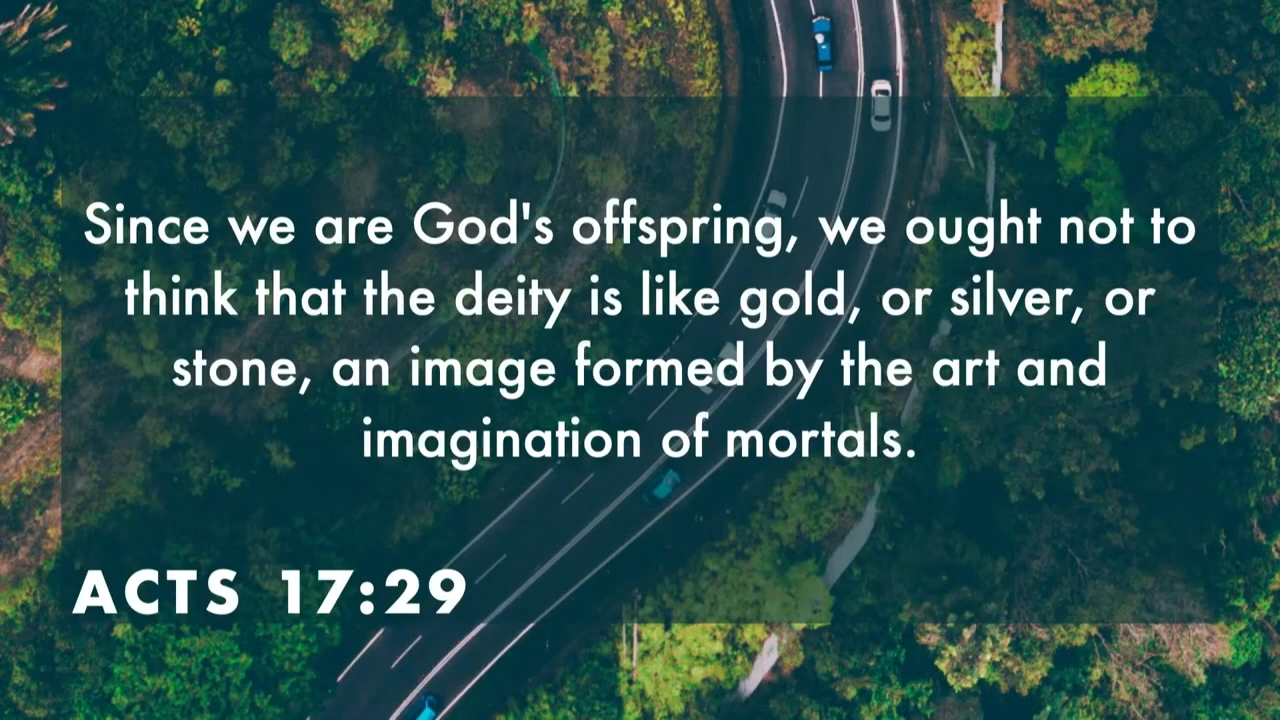 Since we are God's offspring, we ought not to
think that the deity is like gold, or silver, or
stone, an image formed by the art and
imagination of mortals.
ACTS 17:29